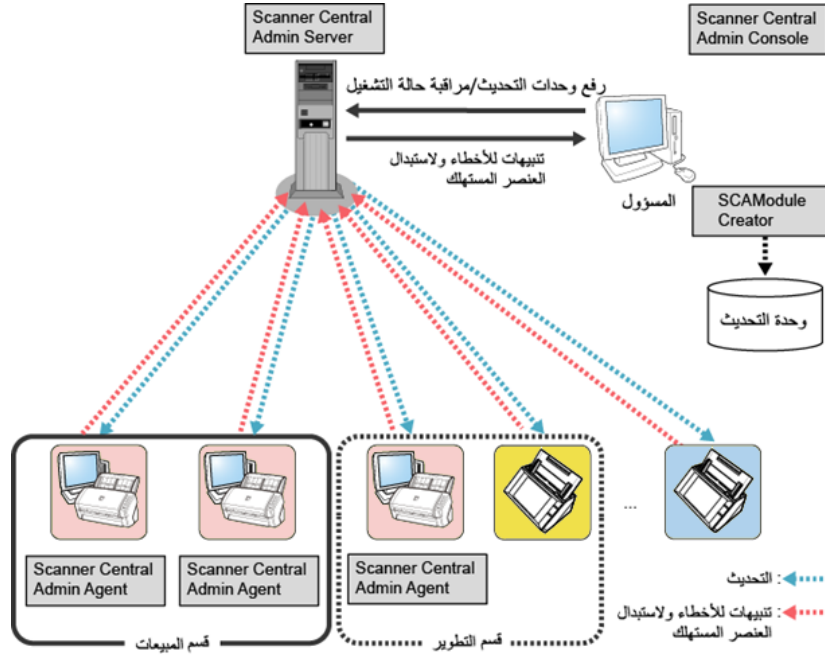 Scanner Central
Admin Server
Scanner Central
Admin Console
رفع وحدات التحديث/مراقبة حالة التشغيل
تنبيهات للأخطاء ولاستبدال
العنصر المستهلك
المسؤول
SCAModule
Creator
وحدة التحديث
...
Scanner Central
Admin Agent
Scanner Central
Admin Agent
Scanner Central
Admin Agent
قسم المبيعات
قسم التطوير
: التحديث
: تنبيهات للأخطاء ولاستبدال
العنصر المستهلك